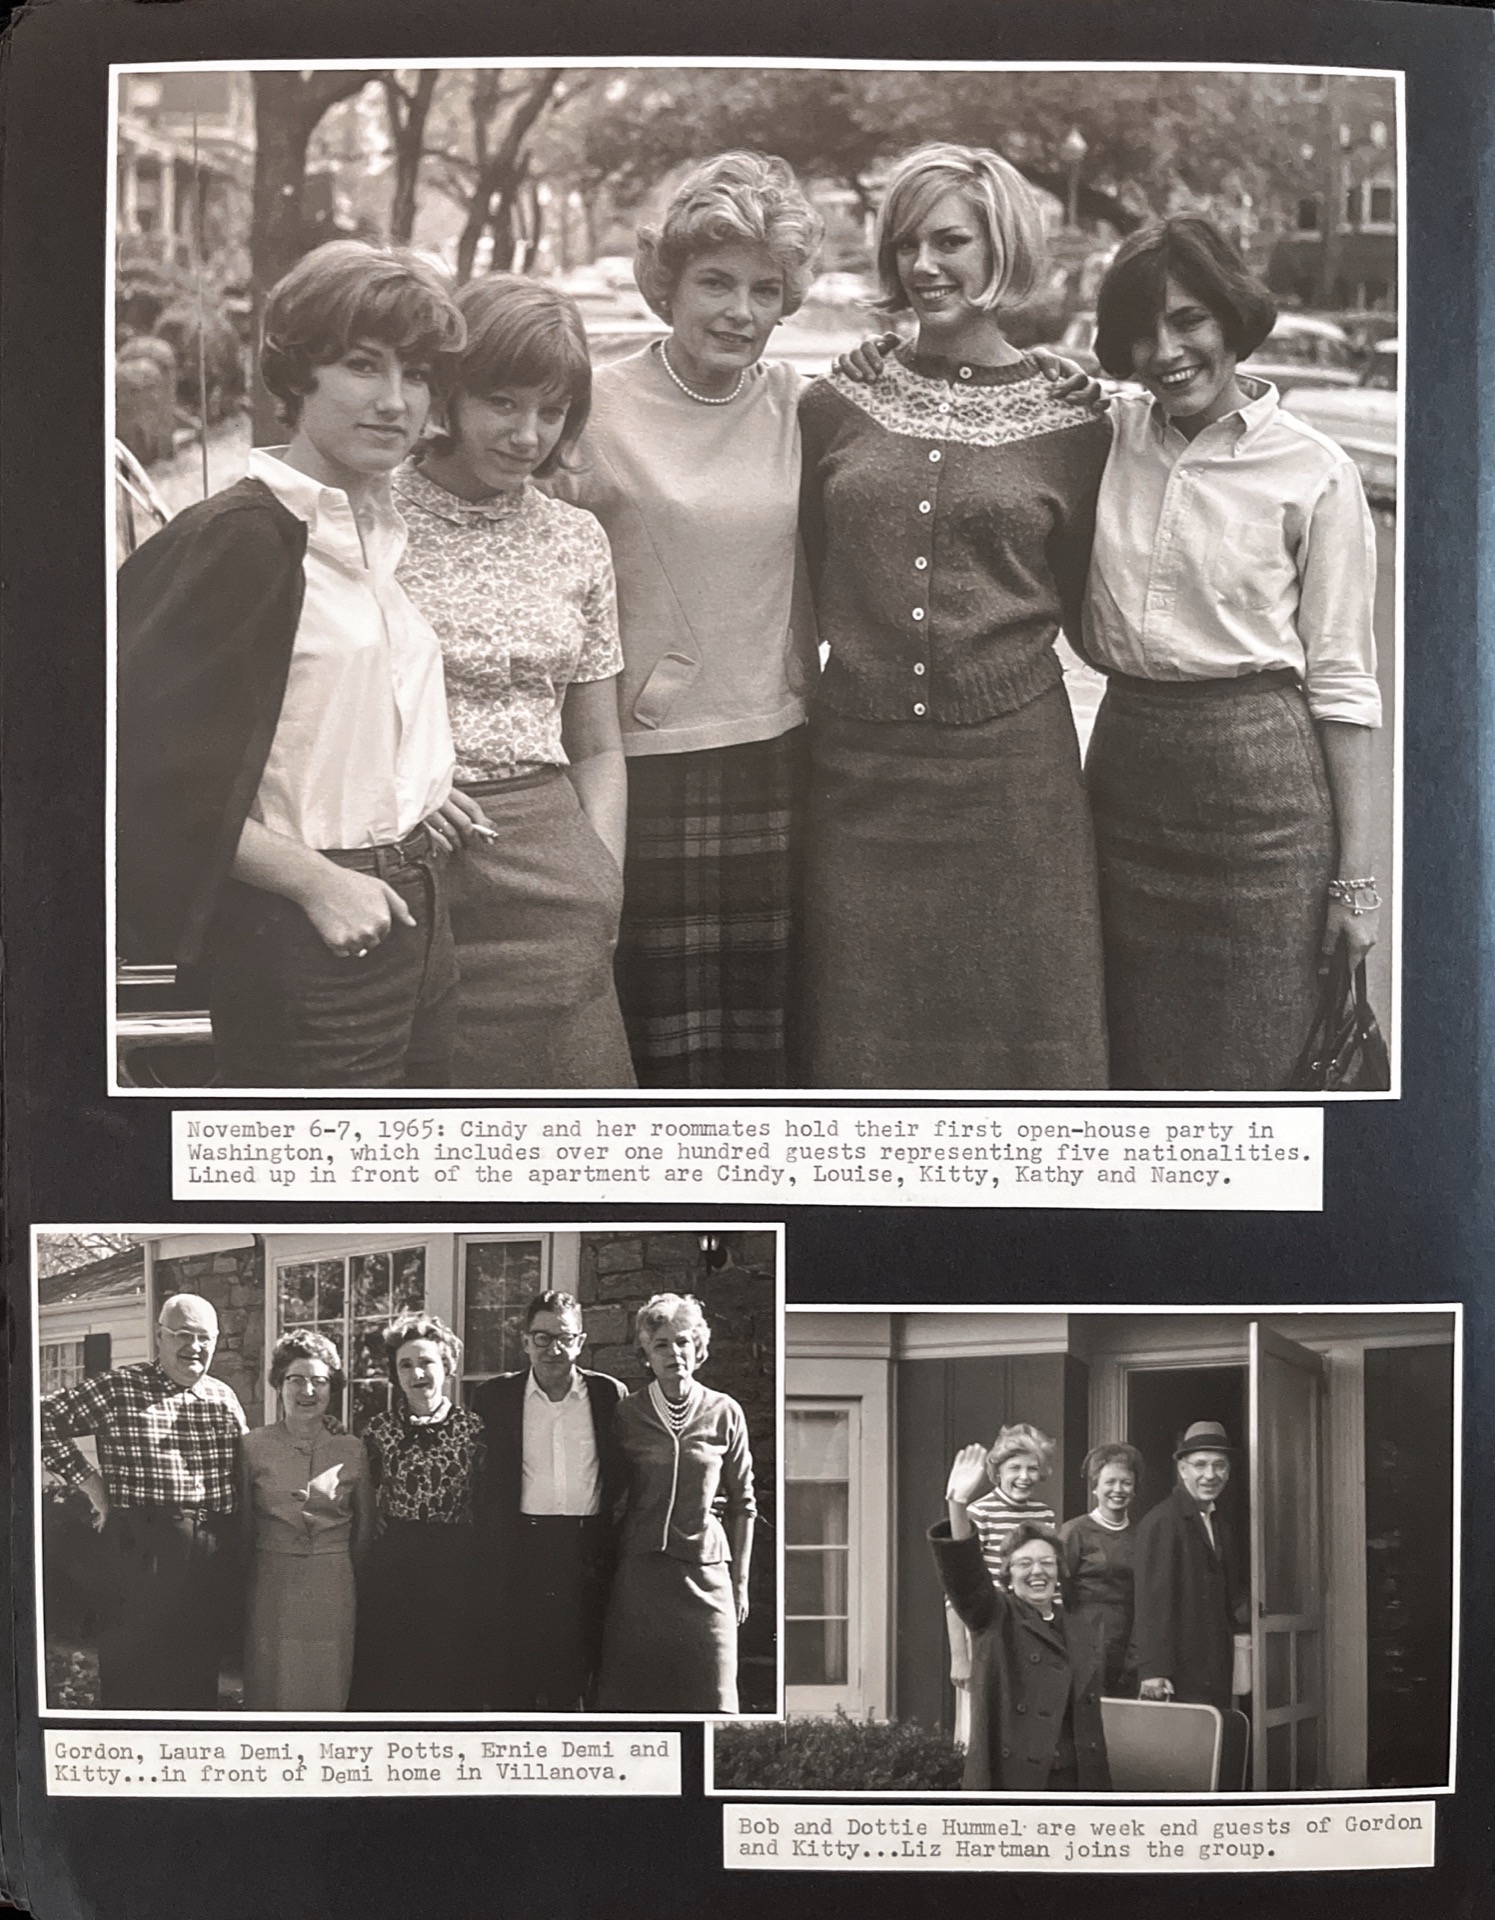 November 6-7, 1965: Cindy and her roommates hold their first open-house party in
Washington, which includes over one hundred guests representing five nationalities.
Lined up in front of the apartment are Cindy, Louise, Kitty, Kathy and Nancy.
Gordon, Laura Demi, Mary Potts, Ernie Demi and
Kitty...in front of Demi home in Villanova.
Bob and Dottie Hummel are week end guests of Gordon
and Kitty...Liz Hartman joins the group.